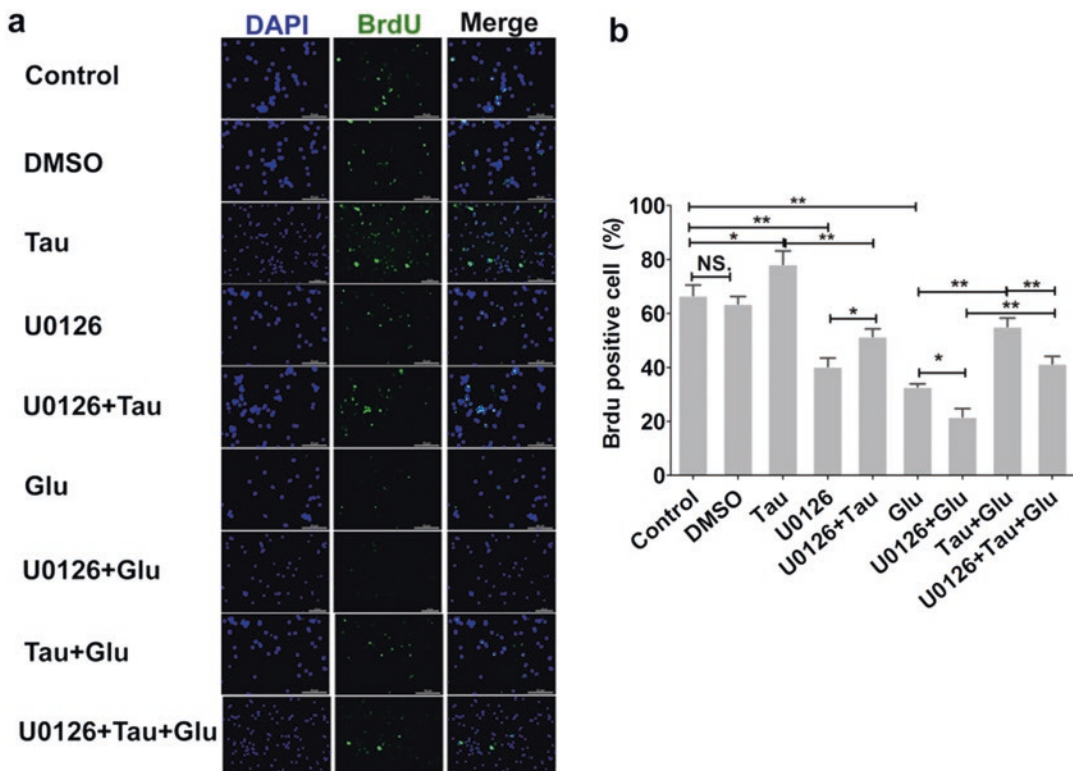 a
DAPI BrdU Merge
Control
DMSO
Tau
U0126
U0126+Tau
Glu
U0126+Glu
Tau+Glu
U0126+Tau+Glu
b
Brdu positive cell (%)
100
80
60
40
20
0
**
**
* **
NS.
*
** **
**
*
Control DMSO Tau U0126 U0126+Tau Glu U0126+Glu Tau+Glu U0126+Tau+Glu